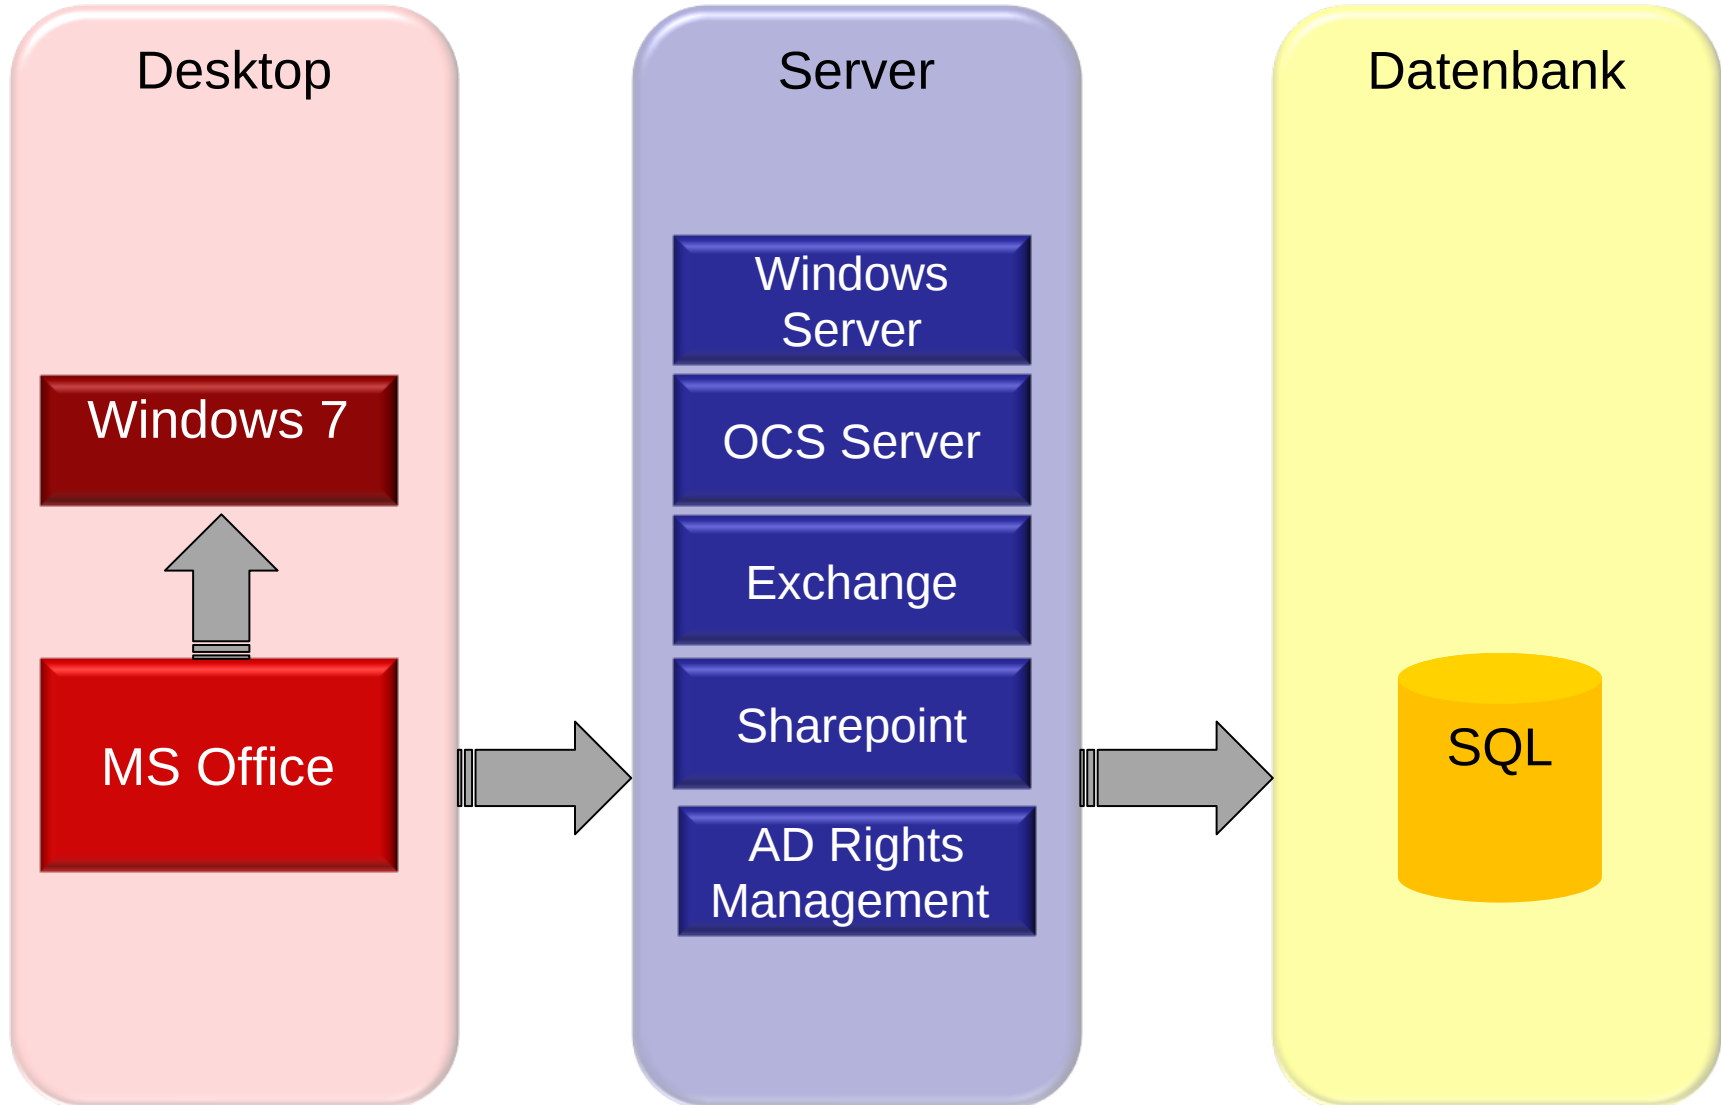 Desktop
Windows 7
MS Office
Server
Windows
Server
OCS Server
Exchange
Sharepoint
AD Rights
Management
Datenbank
SQL